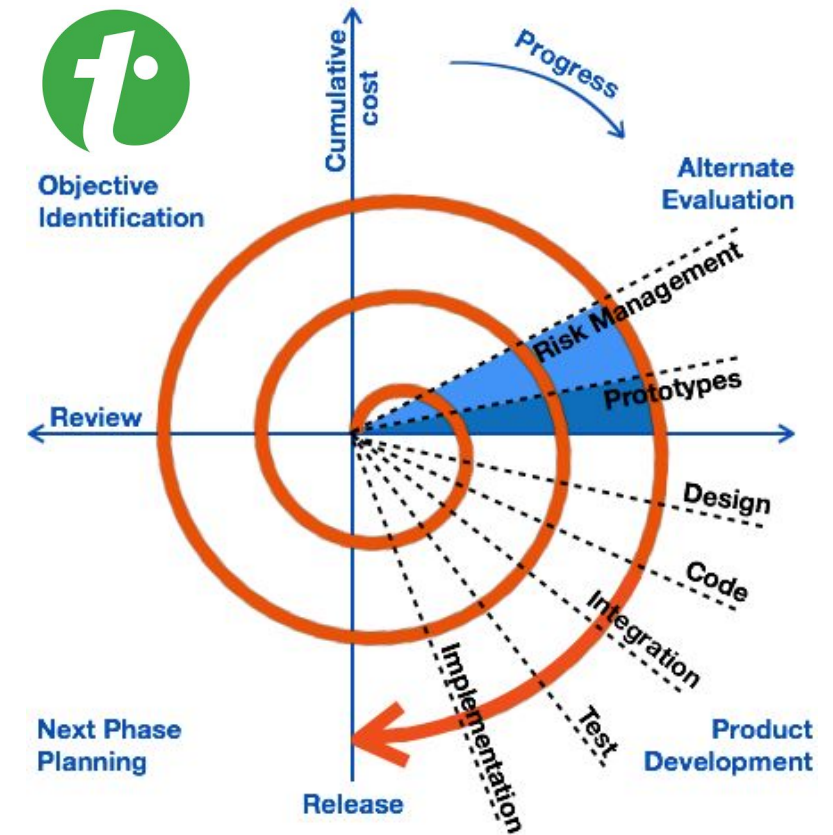 t
Cumulative
cost
Progress
Objective
Identification
Alternate
Evaluation
Risk Management
Prototypes
Review
Design
Code
Integration
Test
Implementation
Next Phase
Planning
Product
Development
Release